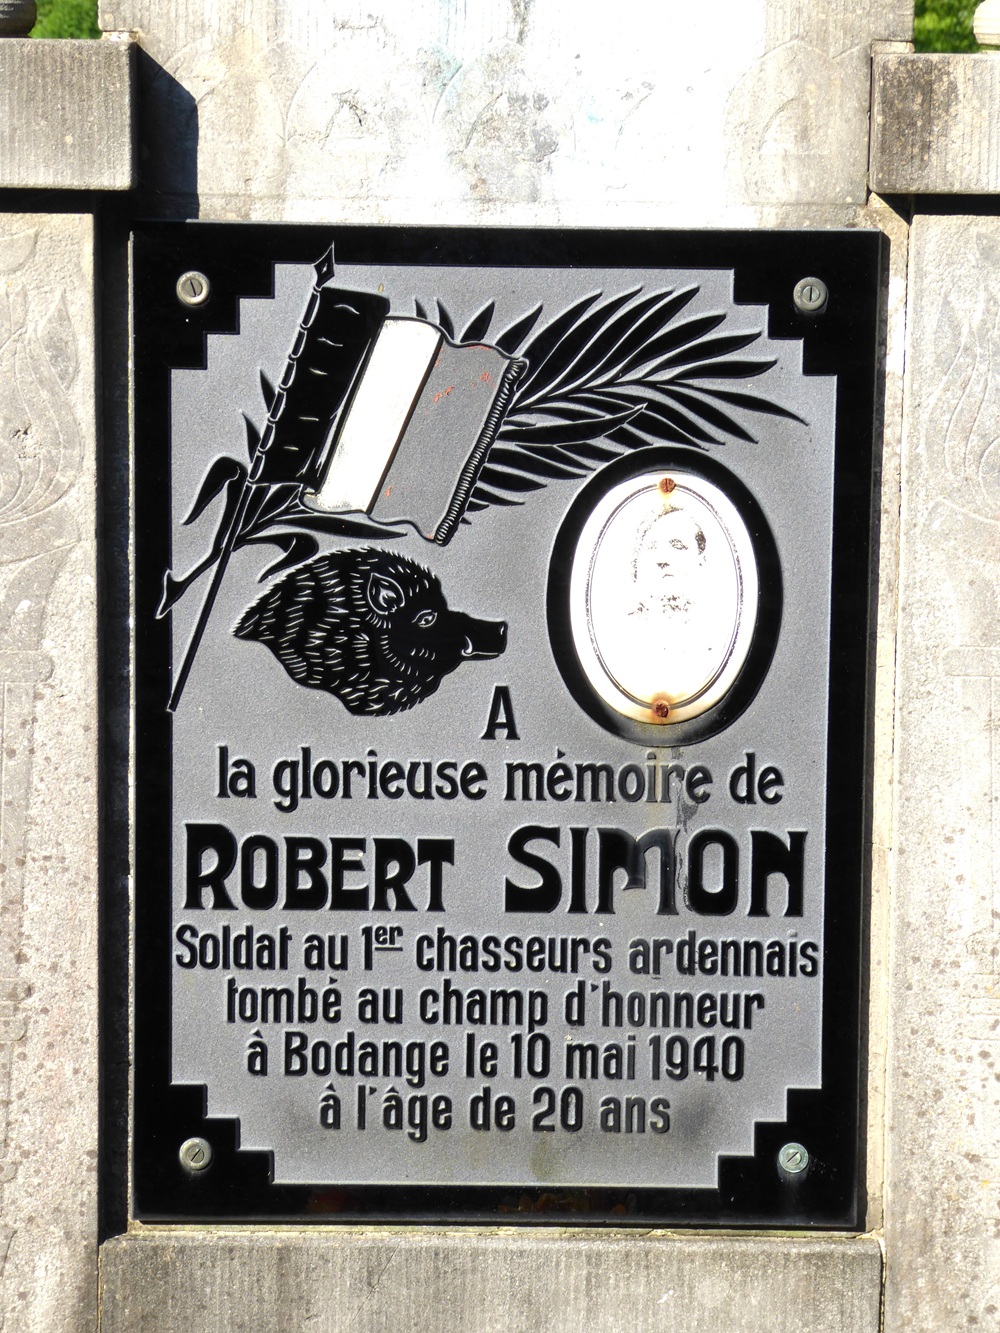 A
la glorieuse mémoire de
ROBERT SIMON
Soldat au 1er chasseurs ardennais
tombé au champ d'honneur
à Bodange le 10 mai 1940
à l'âge de 20 ans